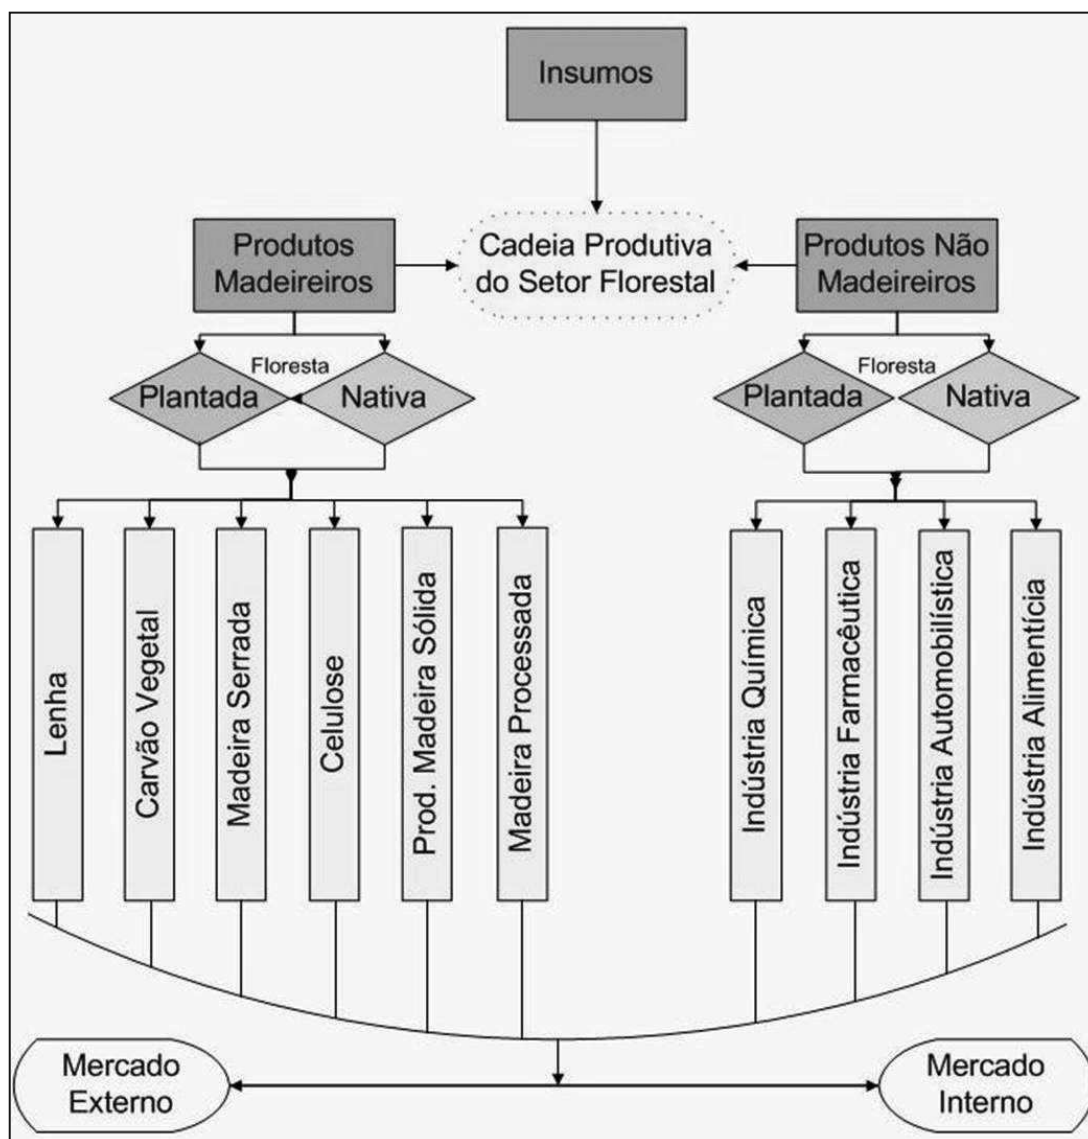 Insumos
Produtos
Madeireiros
Cadeia Produtiva
do Setor Florestal
Produtos Não
Madeireiros
Floresta
Plantada
Nativa
Floresta
Plantada
Nativa
Lenha
Carvão Vegetal
Madeira Serrada
Celulose
Prod. Madeira Sólida
Madeira Processada
Indústria Química
Indústria Farmacêutica
Indústria Automobilística
Indústria Alimentícia
Mercado
Externo
Mercado
Interno